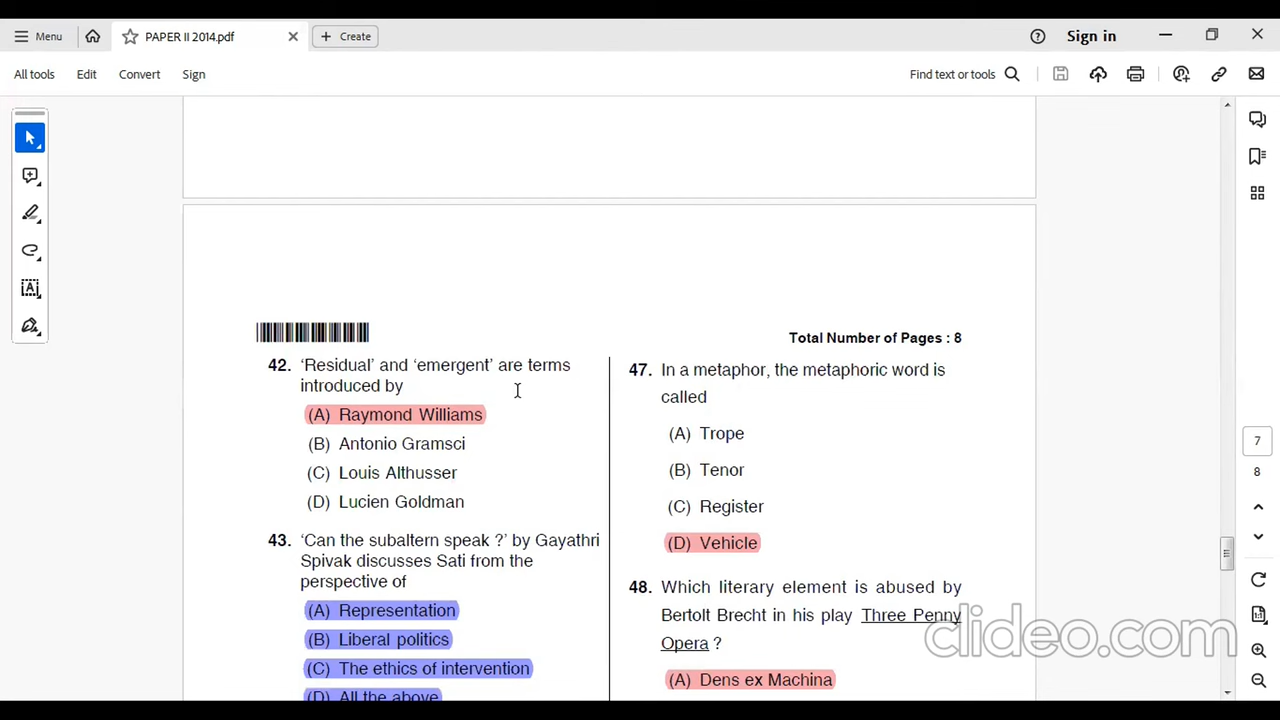 Menu
PAPER II 2014.pdf
Create
Sign in
All tools
Edit
Convert
Sign
Find text or tools
Total Number of Pages : 8
42. ‘Residual’ and ‘emergent’ are terms
introduced by
(A) Raymond Williams
(B) Antonio Gramsci
(C) Louis Althusser
(D) Lucien Goldman
43. ‘Can the subaltern speak ?’ by Gayathri
Spivak discusses Sati from the
perspective of
(A) Representation
(B) Liberal politics
(C) The ethics of intervention
(D) All the above
47. In a metaphor, the metaphoric word is
called
(A) Trope
(B) Tenor
(C) Register
(D) Vehicle
48. Which literary element is abused by
Bertolt Brecht in his play Three Penny
Opera ?
(A) Dens ex Machina
7
8
clideo.com